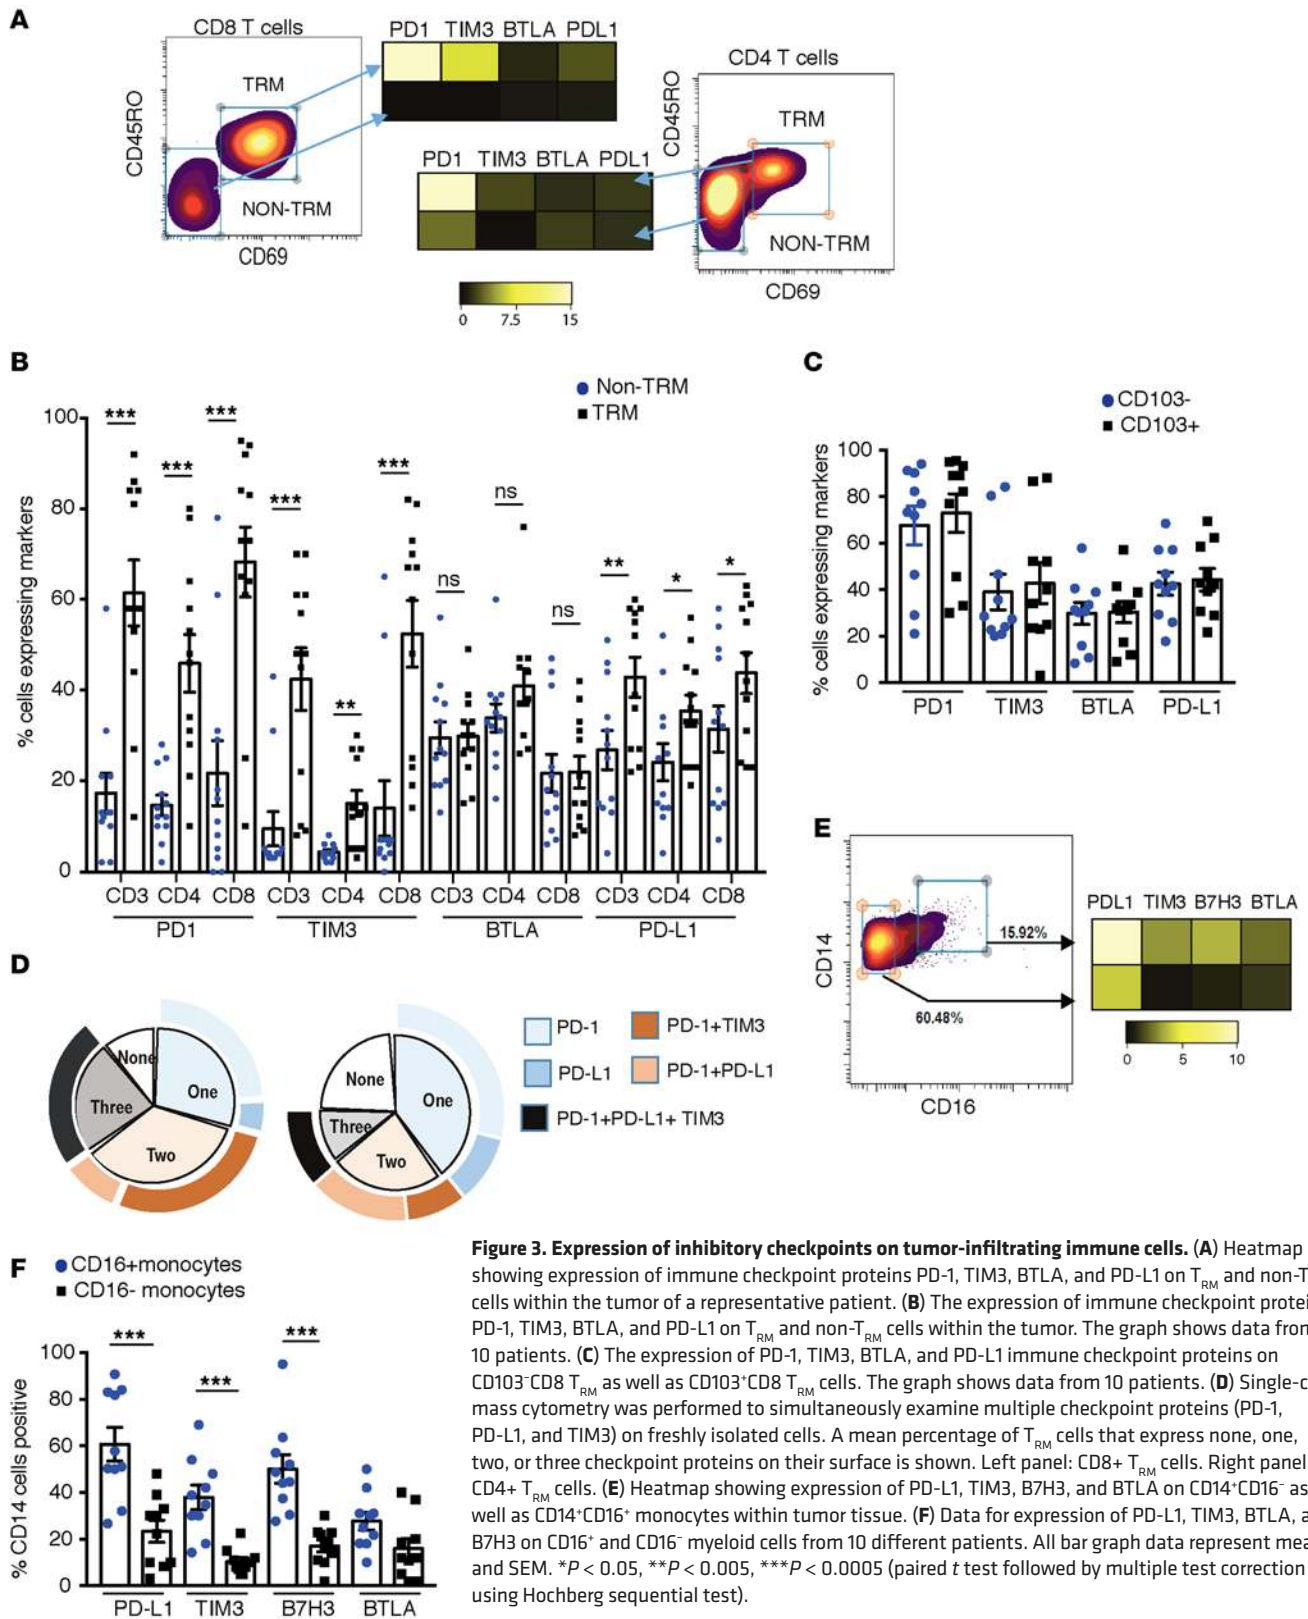 A
CD8 T cells
PD1 TIM3 BTLA PDL1
TRM
CD45RO
NON-TRM
CD69
CD4 T cells
CD45RO
TRM
PD1 TIM3 BTLA PDL1
NON-TRM
CD69
0 7.5 15
B
Non-TRM
TRM
% cells expressing markers
100
80
60
40
20
0
*** *** *** *** ** *** ns ns ns ** * *
CD3 CD4 CD8 CD3 CD4 CD8 CD3 CD4 CD8 CD3 CD4 CD8
PD1 TIM3 BTLA PD-L1
C
CD103-
CD103+
% cells expressing markers
100
80
60
40
20
0
PD1 TIM3 BTLA PD-L1
D
None
One
Three
Two
None
One
Three
Two
PD-1
PD-1+TIM3
PD-L1
PD-1+PD-L1
PD-1+PD-L1+ TIM3
E
CD14
CD16
15.92%
60.48%
PDL1 TIM3 B7H3 BTLA
0 5 10
F
CD16+monocytes
CD16- monocytes
% CD14 cells positive
100
80
60
40
20
0
*** *** ***
PD-L1 TIM3 B7H3 BTLA
Figure 3. Expression of inhibitory checkpoints on tumor-infiltrating immune cells. (A) Heatmap
showing expression of immune checkpoint proteins PD-1, TIM3, BTLA, and PD-L1 on TRM and non-T
cells within the tumor of a representative patient. (B) The expression of immune checkpoint protei
PD-1, TIM3, BTLA, and PD-L1 on TRM and non-TRM cells within the tumor. The graph shows data from
10 patients. (C) The expression of PD-1, TIM3, BTLA, and PD-L1 immune checkpoint proteins on
CD103⁻CD8 TRM as well as CD103⁺CD8 TRM cells. The graph shows data from 10 patients. (D) Single-c
mass cytometry was performed to simultaneously examine multiple checkpoint proteins (PD-1,
PD-L1, and TIM3) on freshly isolated cells. A mean percentage of TRM cells that express none, one,
two, or three checkpoint proteins on their surface is shown. Left panel: CD8+ TRM cells. Right panel
CD4+ TRM cells. (E) Heatmap showing expression of PD-L1, TIM3, B7H3, and BTLA on CD14⁺CD16⁻ as
well as CD14⁺CD16⁺ monocytes within tumor tissue. (F) Data for expression of PD-L1, TIM3, BTLA, a
B7H3 on CD16⁺ and CD16⁻ myeloid cells from 10 different patients. All bar graph data represent mea
and SEM. *P < 0.05, **P < 0.005, ***P < 0.0005 (paired t test followed by multiple test correction
using Hochberg sequential test).